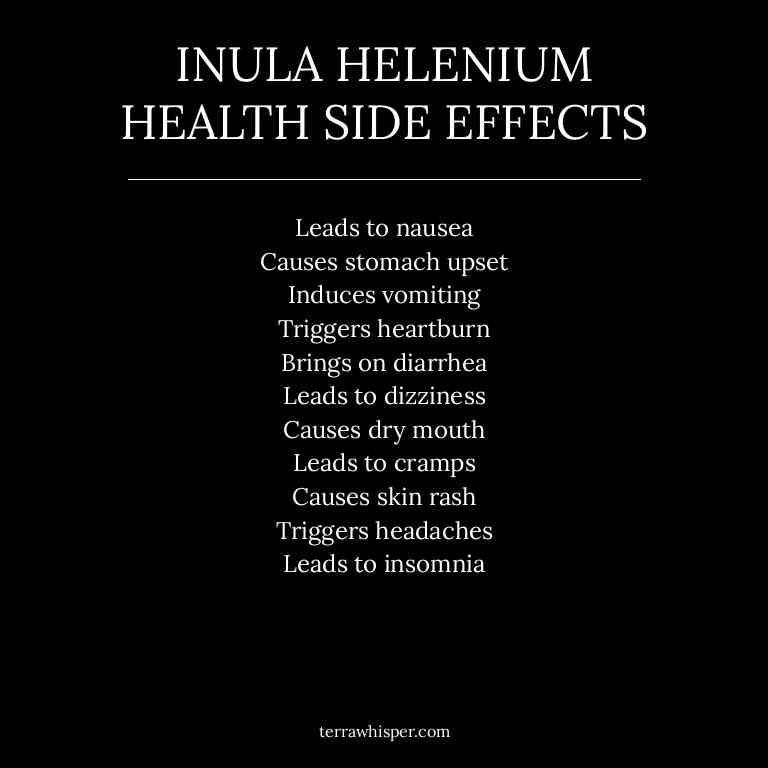 INULA HELENIUM
HEALTH SIDE EFFECTS
Leads to nausea
Causes stomach upset
Induces vomiting
Triggers heartburn
Brings on diarrhea
Leads to dizziness
Causes dry mouth
Leads to cramps
Causes skin rash
Triggers headaches
Leads to insomnia
terrawhisper.com